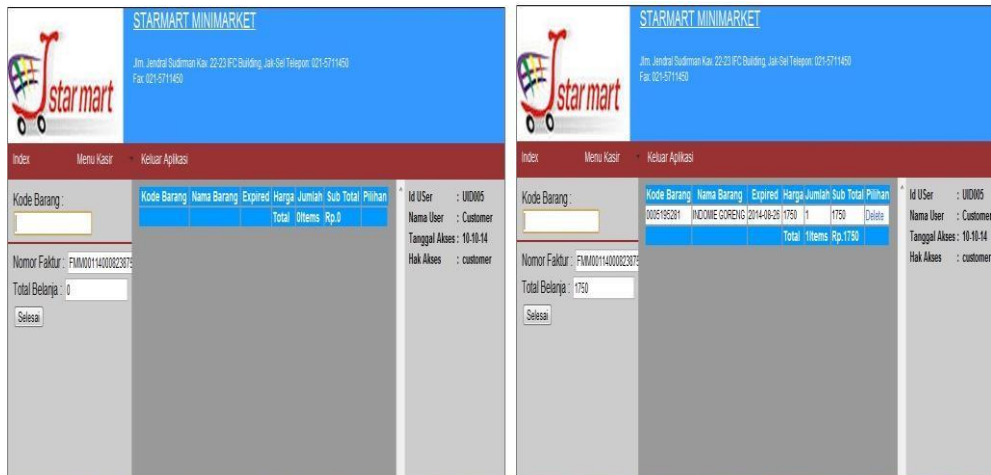 STARMART MINIMARKET
Jlm. Jendral Sudirman Kav. 22-23 IFC Building, Jak-Sel Telepon: 021-5711450
Fax: 021-5711450
star mart
Index Menu Kasir Keluar Aplikasi
Kode Barang :
Nomor Faktur : FMM00114000823875
Total Belanja : 0
Selesai
Kode Barang Nama Barang Expired Harga Jumlah Sub Total Pilihan
Total 0Items Rp.0
Id USer : UID005
Nama User : Customer
Tanggal Akses : 10-10-14
Hak Akses : customer
STARMART MINIMARKET
Jlm. Jendral Sudirman Kav. 22-23 IFC Building, Jak-Sel Telepon: 021-5711450
Fax: 021-5711450
star mart
Index Menu Kasir Keluar Aplikasi
Kode Barang :
Nomor Faktur : FMM00114000823875
Total Belanja : 1750
Selesai
Kode Barang Nama Barang Expired Harga Jumlah Sub Total Pilihan
0005195281 INDOMIE GORENG 2014-08-26 1750 1 1750 Delete
Total 1Items Rp.1750
Id USer : UID005
Nama User : Customer
Tanggal Akses : 10-10-14
Hak Akses : customer